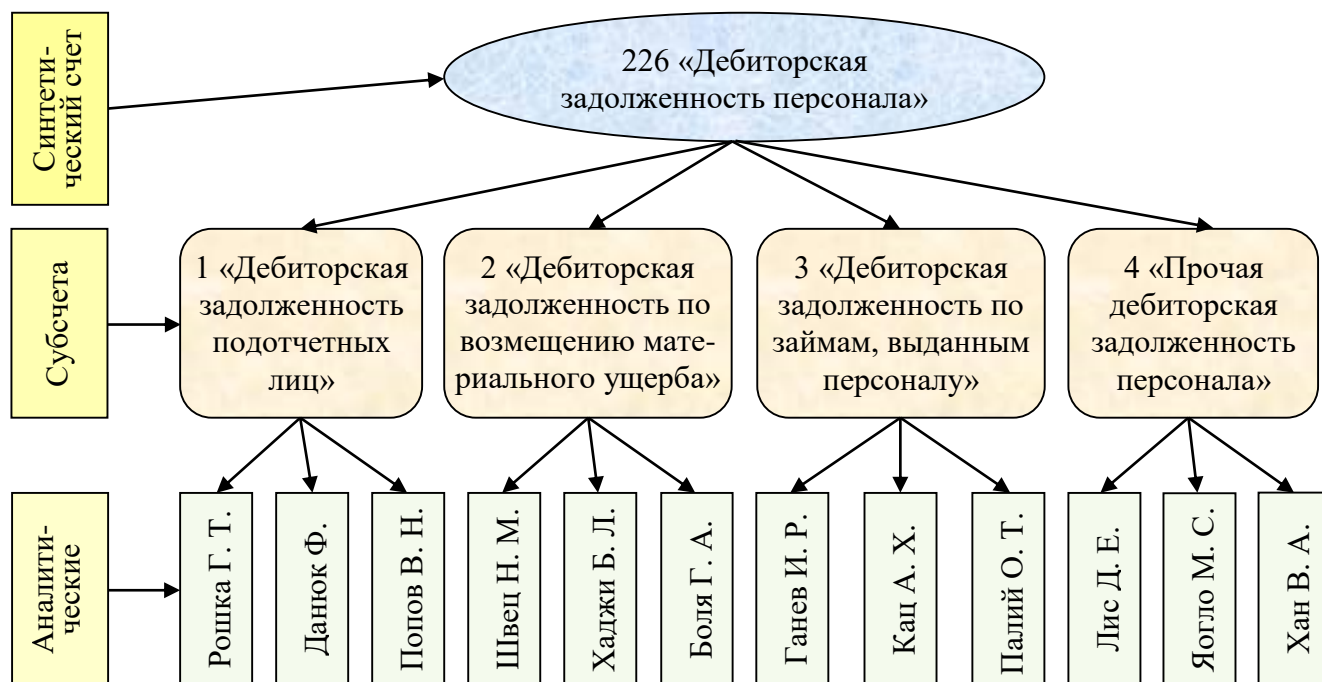 Синтети-
ческий счет
226 «Дебиторская
задолженность персонала»
Субсчета
1 «Дебиторская
задолженность
подотчетных
лиц»
2 «Дебиторская
задолженность по
возмещению мате-
риального ущерба»
3 «Дебиторская
задолженность по
займам, выданным
персоналу»
4 «Прочая
дебиторская
задолженность
персонала»
Аналити-
ческие
Рошка Г. Т.
Данюк Ф.
Попов В. Н.
Швец Н. М.
Хаджи Б. Л.
Боля Г. А.
Ганев И. Р.
Кац А. Х.
Палий О. Т.
Лис Д. Е.
Яогло М. С.
Хан В. А.